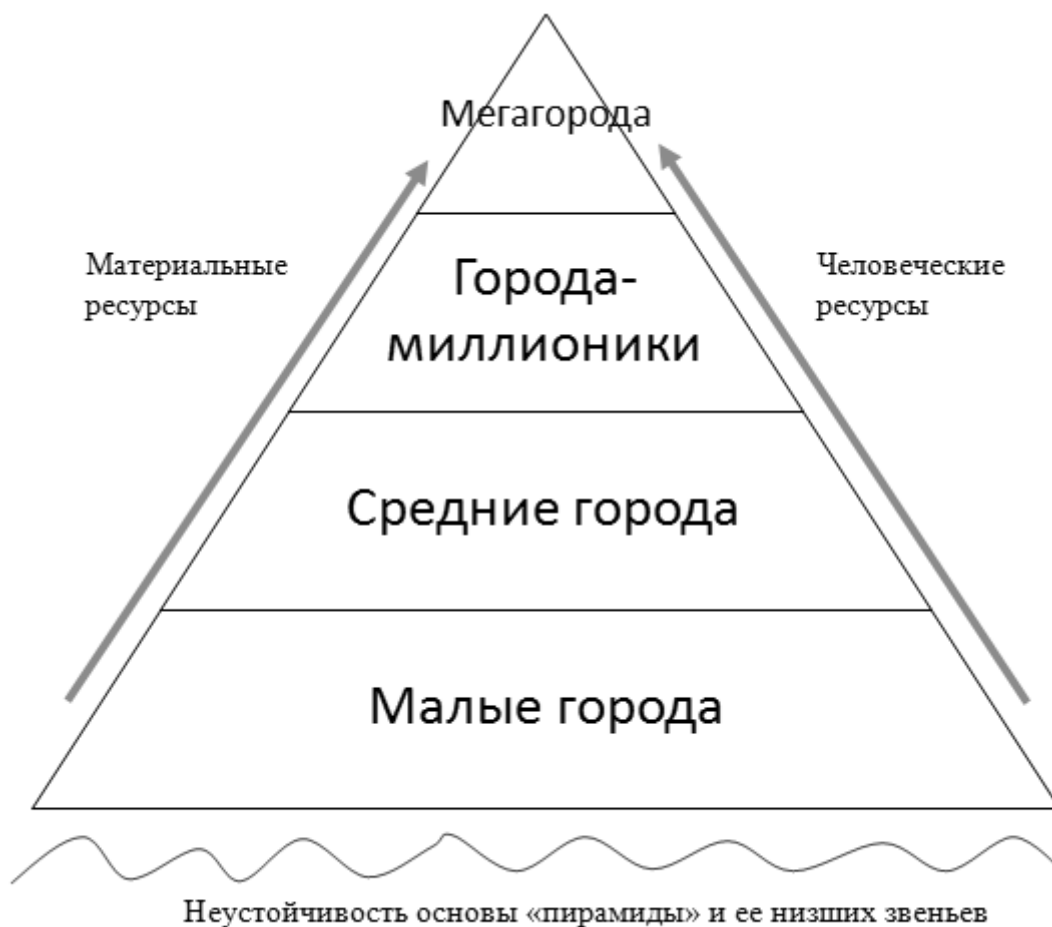 Мегагорода
Материальные
ресурсы
Человеческие
ресурсы
Города-
миллионики
Средние города
Малые города
Неустойчивость основы «пирамиды» и ее низших звеньев